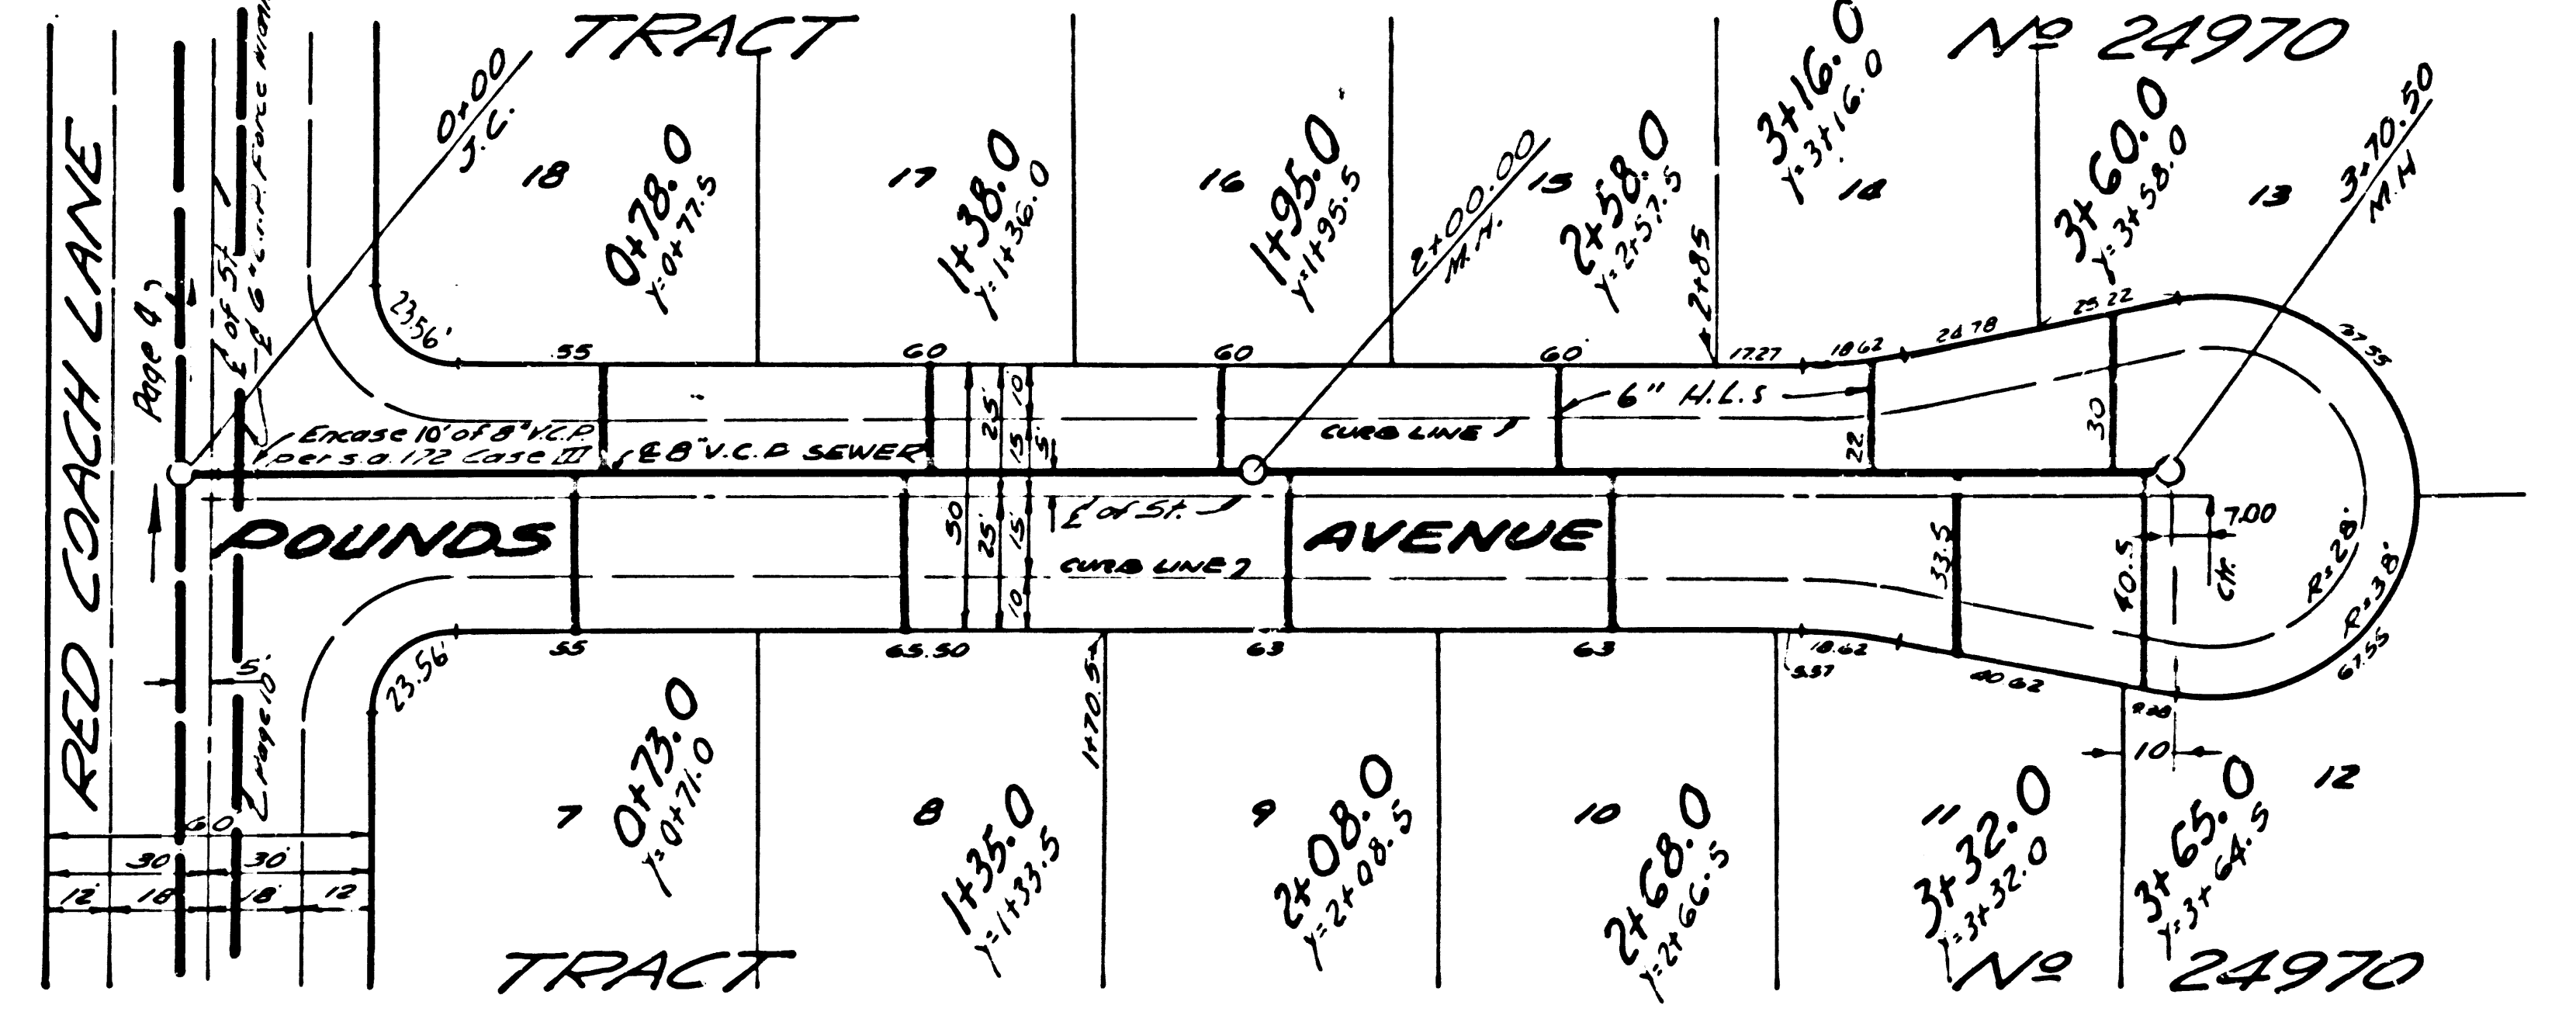 TRACT
Nº 24970
RED COACH LANE
Page 9
℄ of St.
0+00
J.C.
18
0+78.0
Y=0+77.5
17
1+38.0
Y=1+36.0
16
1+95.0
Y=1+95.5
2+00.00
M.H.
15
2+58.0
Y=2+57.5
2+85
3+16.0
Y=3+16.0
14
3+60.0
Y=3+58.0
13
3+70.50
M.H
23.56'
55
60
60
60
17.27
18.62
24.78
25.22
37.55
Encase 10' of 8" V.C.P.
per s.a. 172 Case III
℄ 8" V.C.P. SEWER
25'
10'
15'
5'
CURB LINE
6" H.L.S
22
30
POUNDS AVENUE
50
25'
15'
10'
℄ of St.
CURB LINE
33.5
40.5
7.00
R=28'
R=38'
67.55
23.56'
55
65.50
63
63
5.57
18.62
40.62
10
5'
Page 10
60
30
30'
12'
18'
18'
12
7
0+73.0
Y=0+71.0
8
1+35.0
Y=1+33.5
1+70.5
9
2+08.0
Y=2+08.5
10
2+68.0
Y=2+66.5
11
3+32.0
Y=3+32.0
3+65.0
Y=3+64.5
12
TRACT
Nº 24970